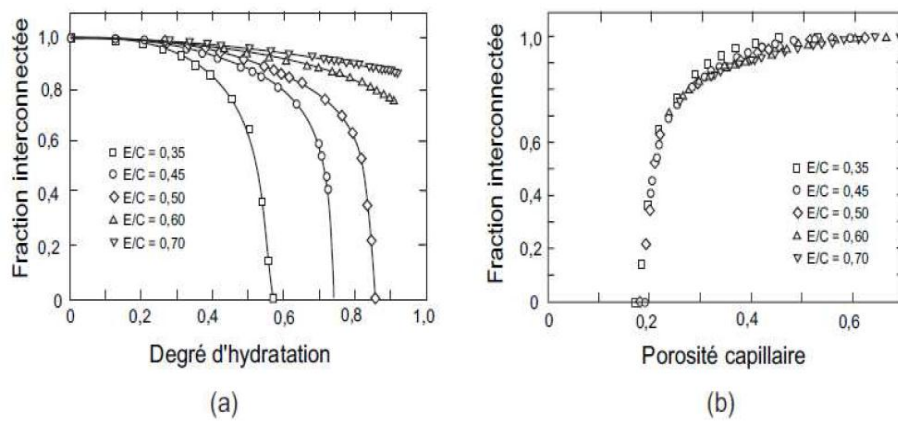 Fraction interconnectée
1,0
0,8
0,6
0,4
0,2
0
E/C = 0,35
E/C = 0,45
E/C = 0,50
E/C = 0,60
E/C = 0,70
0
0,2
0,4
0,6
0,8
1,0
Degré d'hydratation
(a)
Fraction interconnectée
1,0
0,8
0,6
0,4
0,2
0
E/C = 0,35
E/C = 0,45
E/C = 0,50
E/C = 0,60
E/C = 0,70
0
0,2
0,4
0,6
Porosité capillaire
(b)